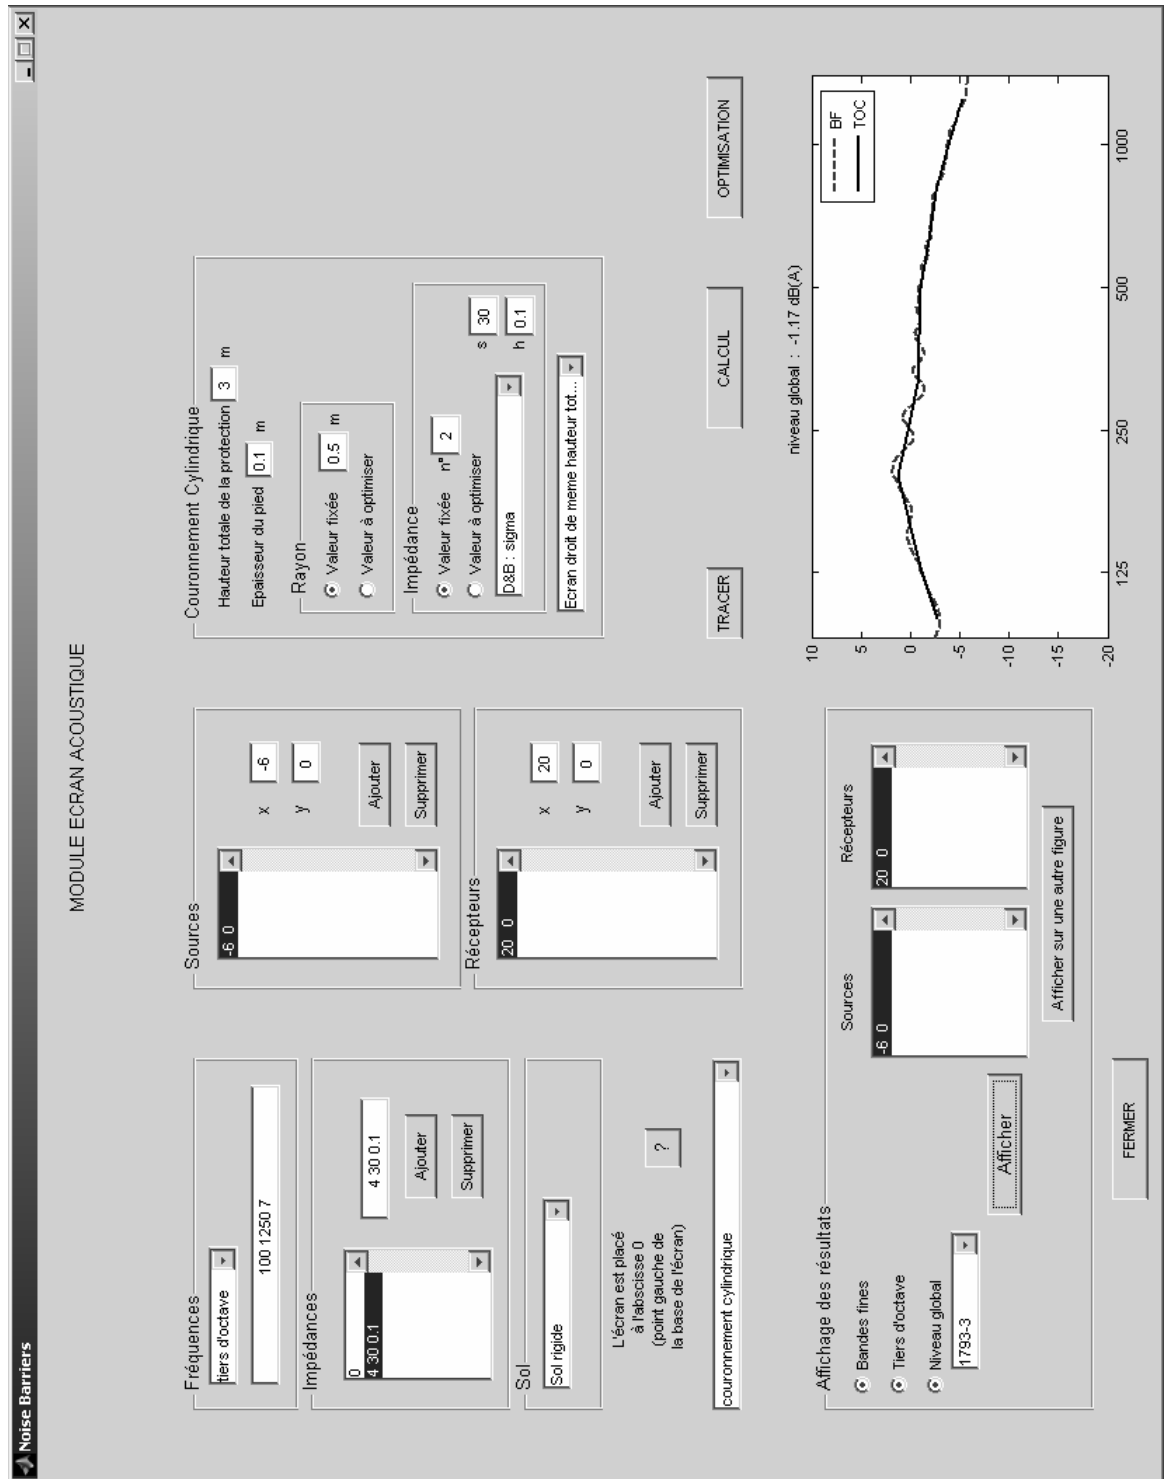 Noise Barriers
MODULE ECRAN ACOUSTIQUE
Fréquences
tiers d'octave
100 1250 7
Impédances
0
4 30 0.1
4 30 0.1
Ajouter
Supprimer
Sol
Sol rigide
L'écran est placé
à l'abscisse 0
(point gauche de
la base de l'écran)
?
couronnement cylindrique
Sources
-6 0
x -6
y 0
Ajouter
Supprimer
Récepteurs
20 0
x 20
y 0
Ajouter
Supprimer
Couronnement Cylindrique
Hauteur totale de la protection 3 m
Epaisseur du pied 0.1 m
Rayon
Valeur fixée 0.5 m
Valeur à optimiser
Impédance
Valeur fixée n° 2
Valeur à optimiser
D&B : sigma
s 30
h 0.1
Ecran droit de meme hauteur tot...
TRACER
CALCUL
OPTIMISATION
Affichage des résultats
Bandes fines
Tiers d'octave
Niveau global
1793-3
Afficher
Sources
-6 0
Récepteurs
20 0
Afficher sur une autre figure
FERMER
niveau global : -1.17 dB(A)
BF
TOC
10
5
0
-5
-10
-15
-20
125 250 500 1000